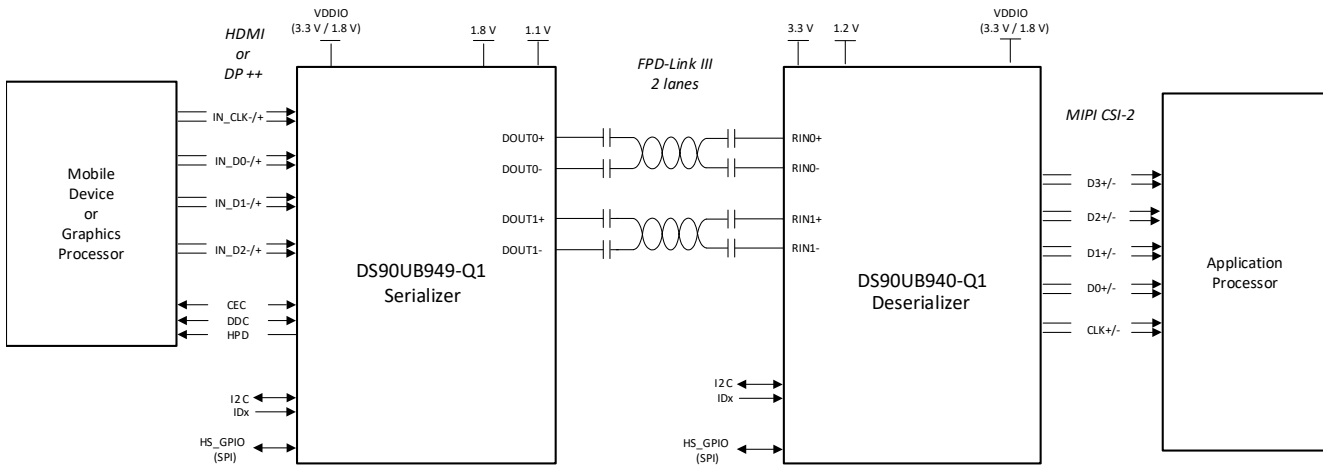 HDMI
or
DP ++
VDDIO
(3.3 V / 1.8 V)
1.8 V
1.1 V
FPD-Link III
2 lanes
3.3 V
1.2 V
VDDIO
(3.3 V / 1.8 V)
MIPI CSI-2
Mobile
Device
or
Graphics
Processor
IN_CLK-/+
IN_D0-/+
IN_D1-/+
IN_D2-/+
CEC
DDC
HPD
I2C
IDx
HS_GPIO
(SPI)
DOUT0+
DOUT0-
DOUT1+
DOUT1-
DS90UB949-Q1
Serializer
RIN0+
RIN0-
RIN1+
RIN1-
DS90UB940-Q1
Deserializer
I2C
IDx
HS_GPIO
(SPI)
D3+/-
D2+/-
D1+/-
D0+/-
CLK+/-
Application
Processor